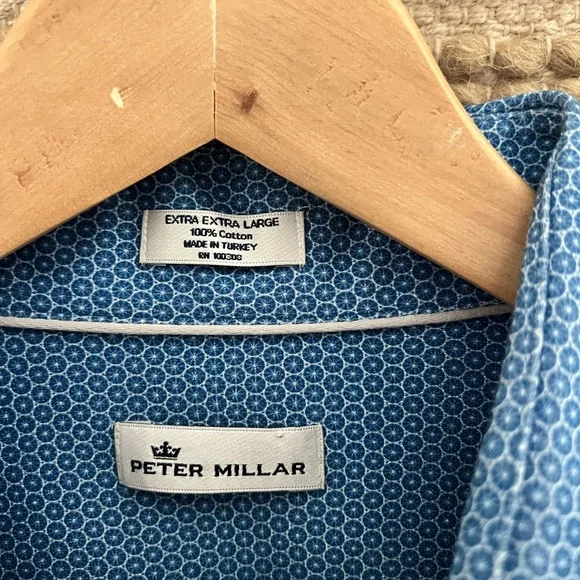 EXTRA EXTRA LARGE
100% Cotton
MADE IN TURKEY
RN 100308
PETER MILLAR